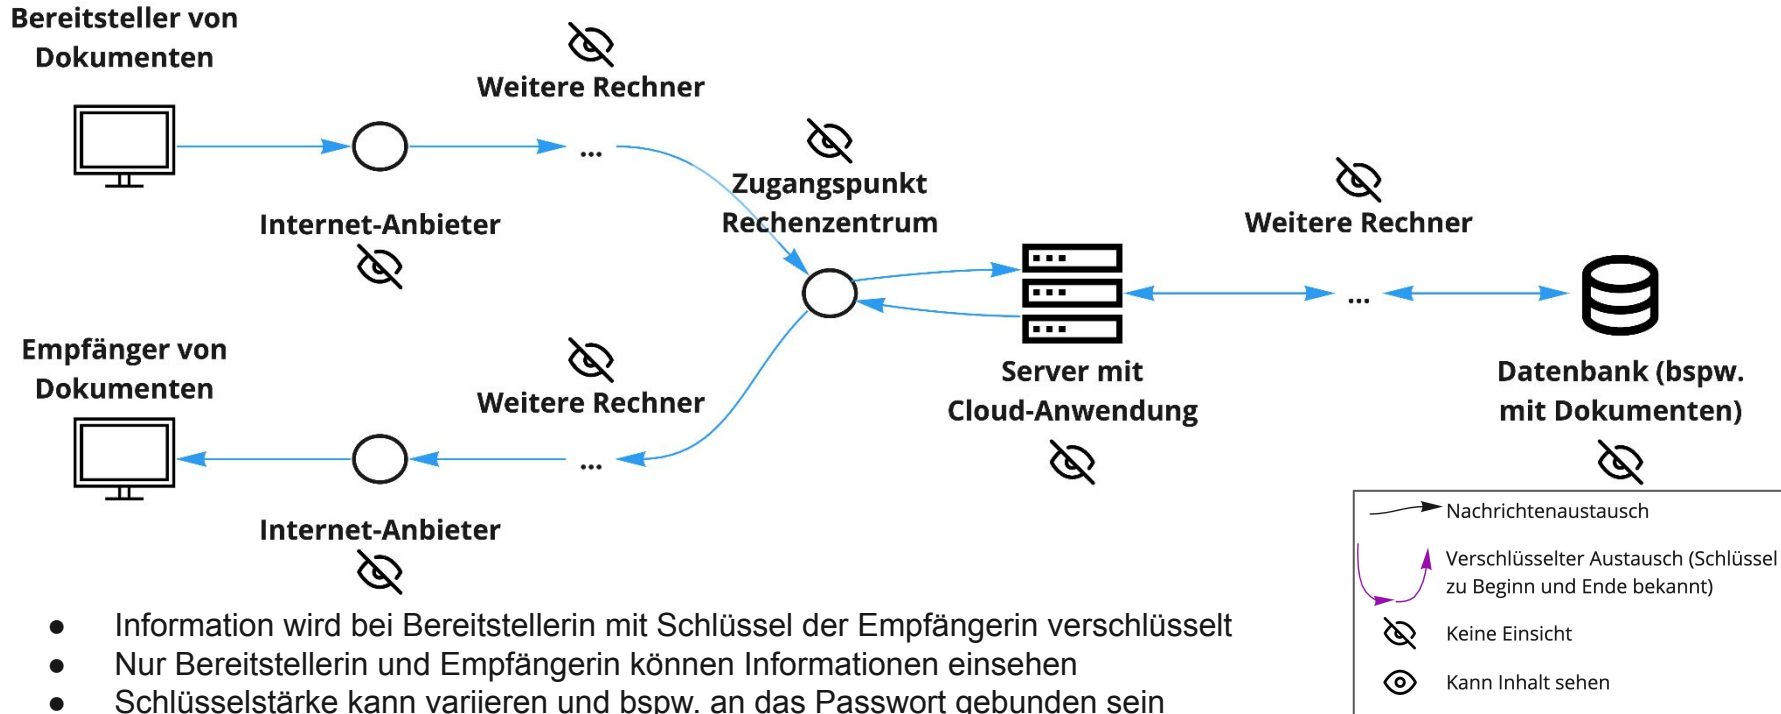 Bereitsteller von
Dokumenten
Weitere Rechner
...
Internet-Anbieter
Zugangspunkt
Rechenzentrum
Weitere Rechner
...
Empfänger von
Dokumenten
Weitere Rechner
...
Internet-Anbieter
Server mit
Cloud-Anwendung
Datenbank (bspw.
mit Dokumenten)
Nachrichtenaustausch
Verschlüsselter Austausch (Schlüssel
zu Beginn und Ende bekannt)
Keine Einsicht
Kann Inhalt sehen
● Information wird bei Bereitstellerin mit Schlüssel der Empfängerin verschlüsselt
● Nur Bereitstellerin und Empfängerin können Informationen einsehen
● Schlüsselstärke kann variieren und bspw. an das Passwort gebunden sein